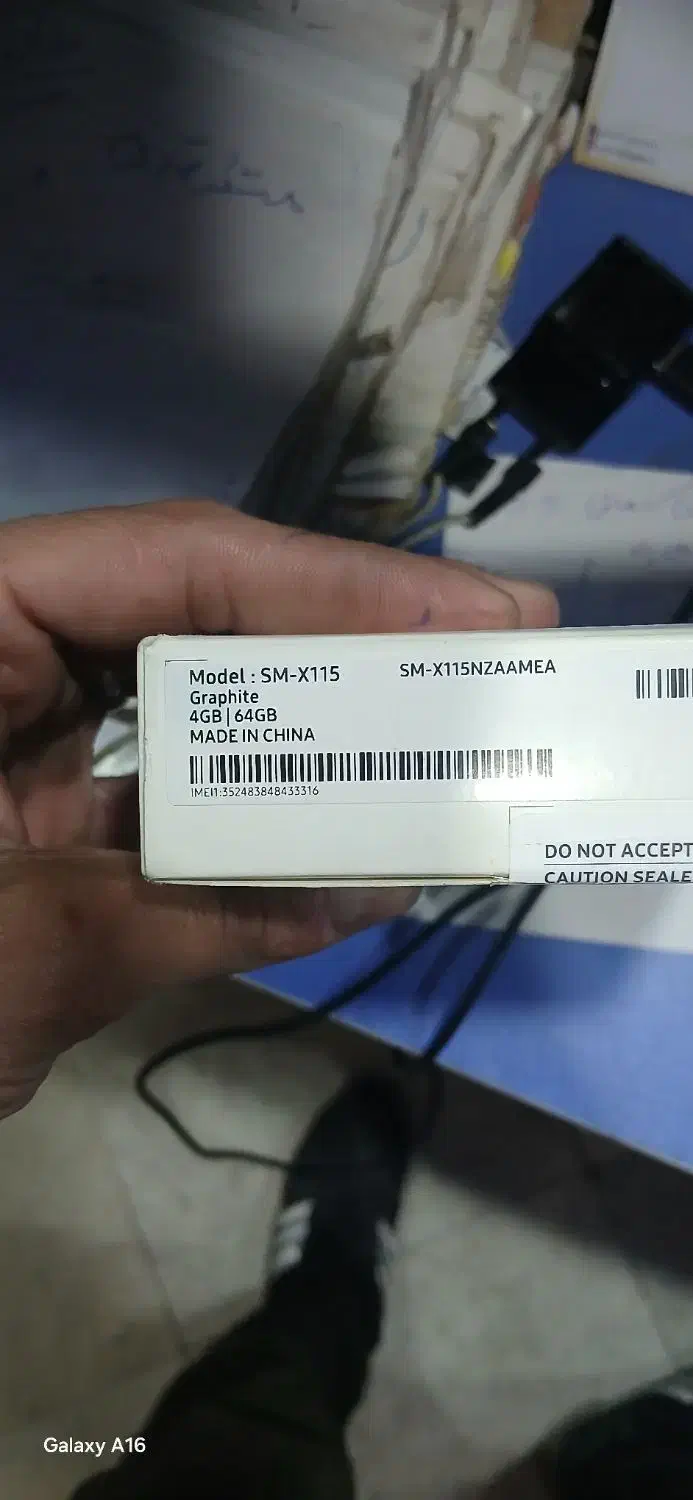 Model : SM-X115
SM-X115NZAAMEA
Graphite
4GB | 64GB
MADE IN CHINA
IMEI1:352483848433316
DO NOT ACCEPT
CAUTION SEALE
Galaxy A16